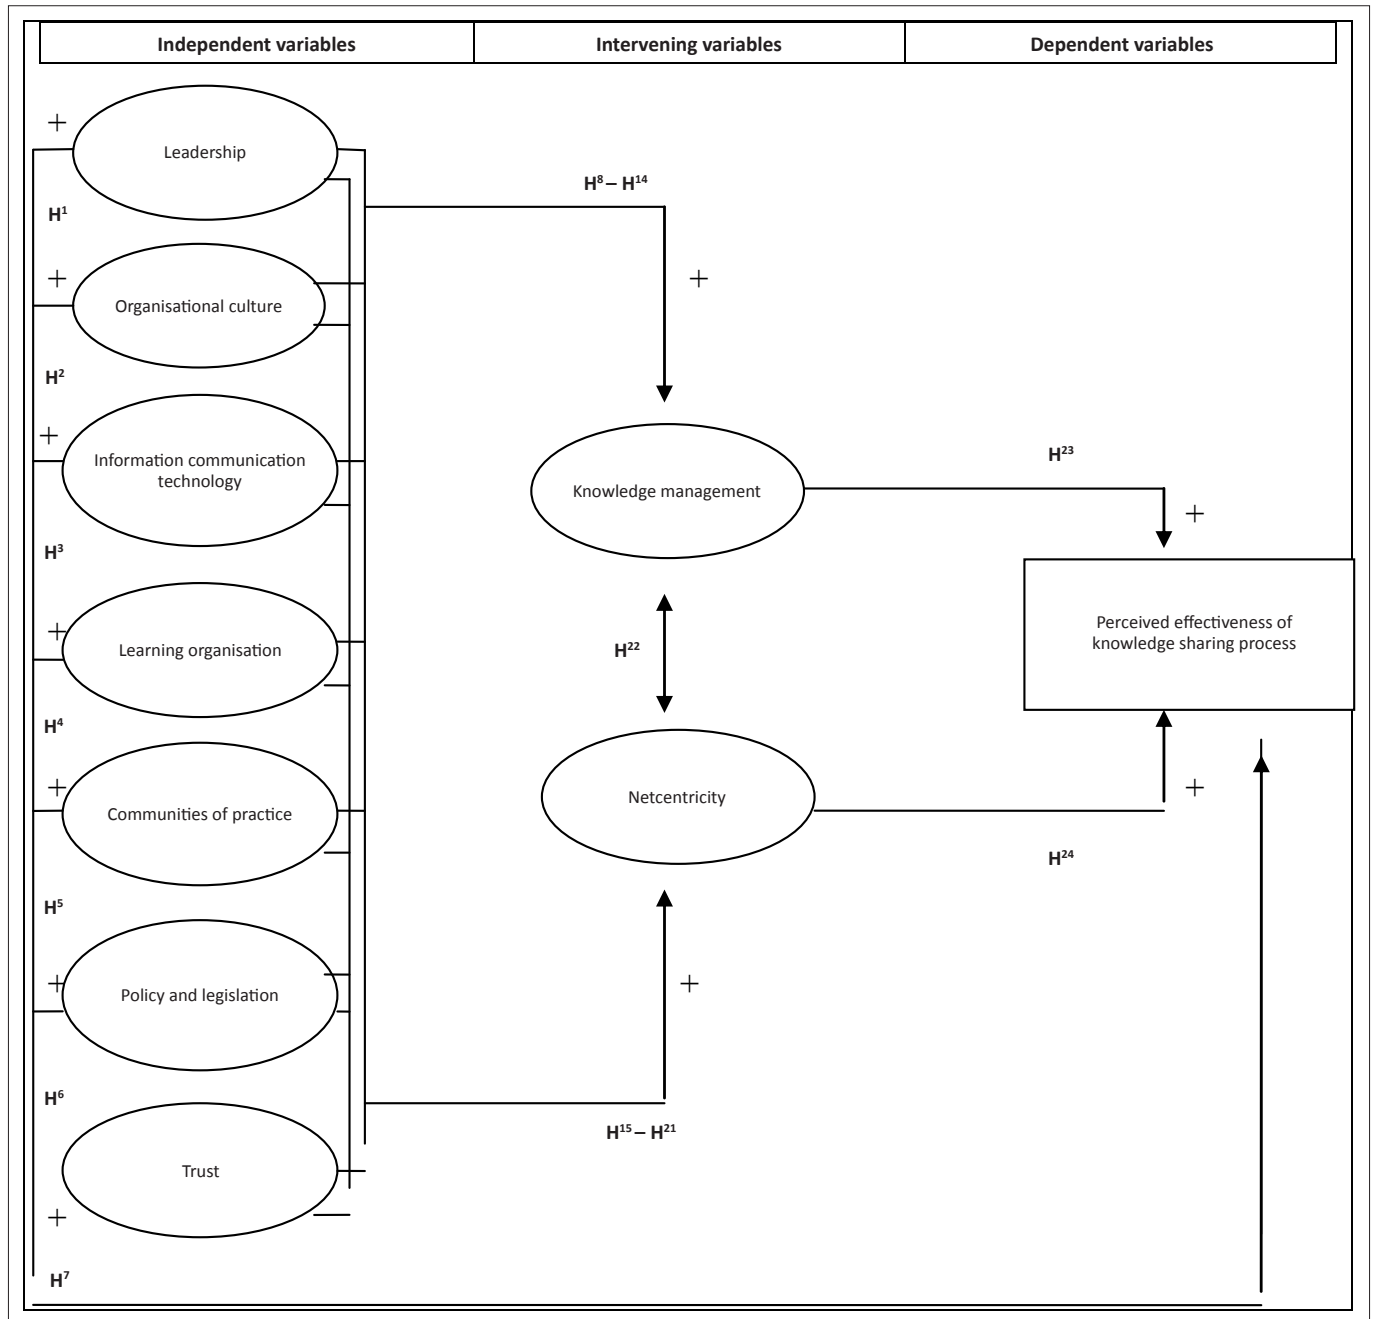 Independent variables
Intervening variables
Dependent variables
+
Leadership
H¹
+
Organisational culture
H²
+
Information communication
technology
H³
+
Learning organisation
H⁴
+
Communities of practice
H⁵
+
Policy and legislation
H⁶
Trust
+
H⁷
H⁸ – H¹⁴
+
Knowledge management
H²²
Netcentricity
+
H¹⁵ – H²¹
H²³
+
Perceived effectiveness of
knowledge sharing process
+
H²⁴